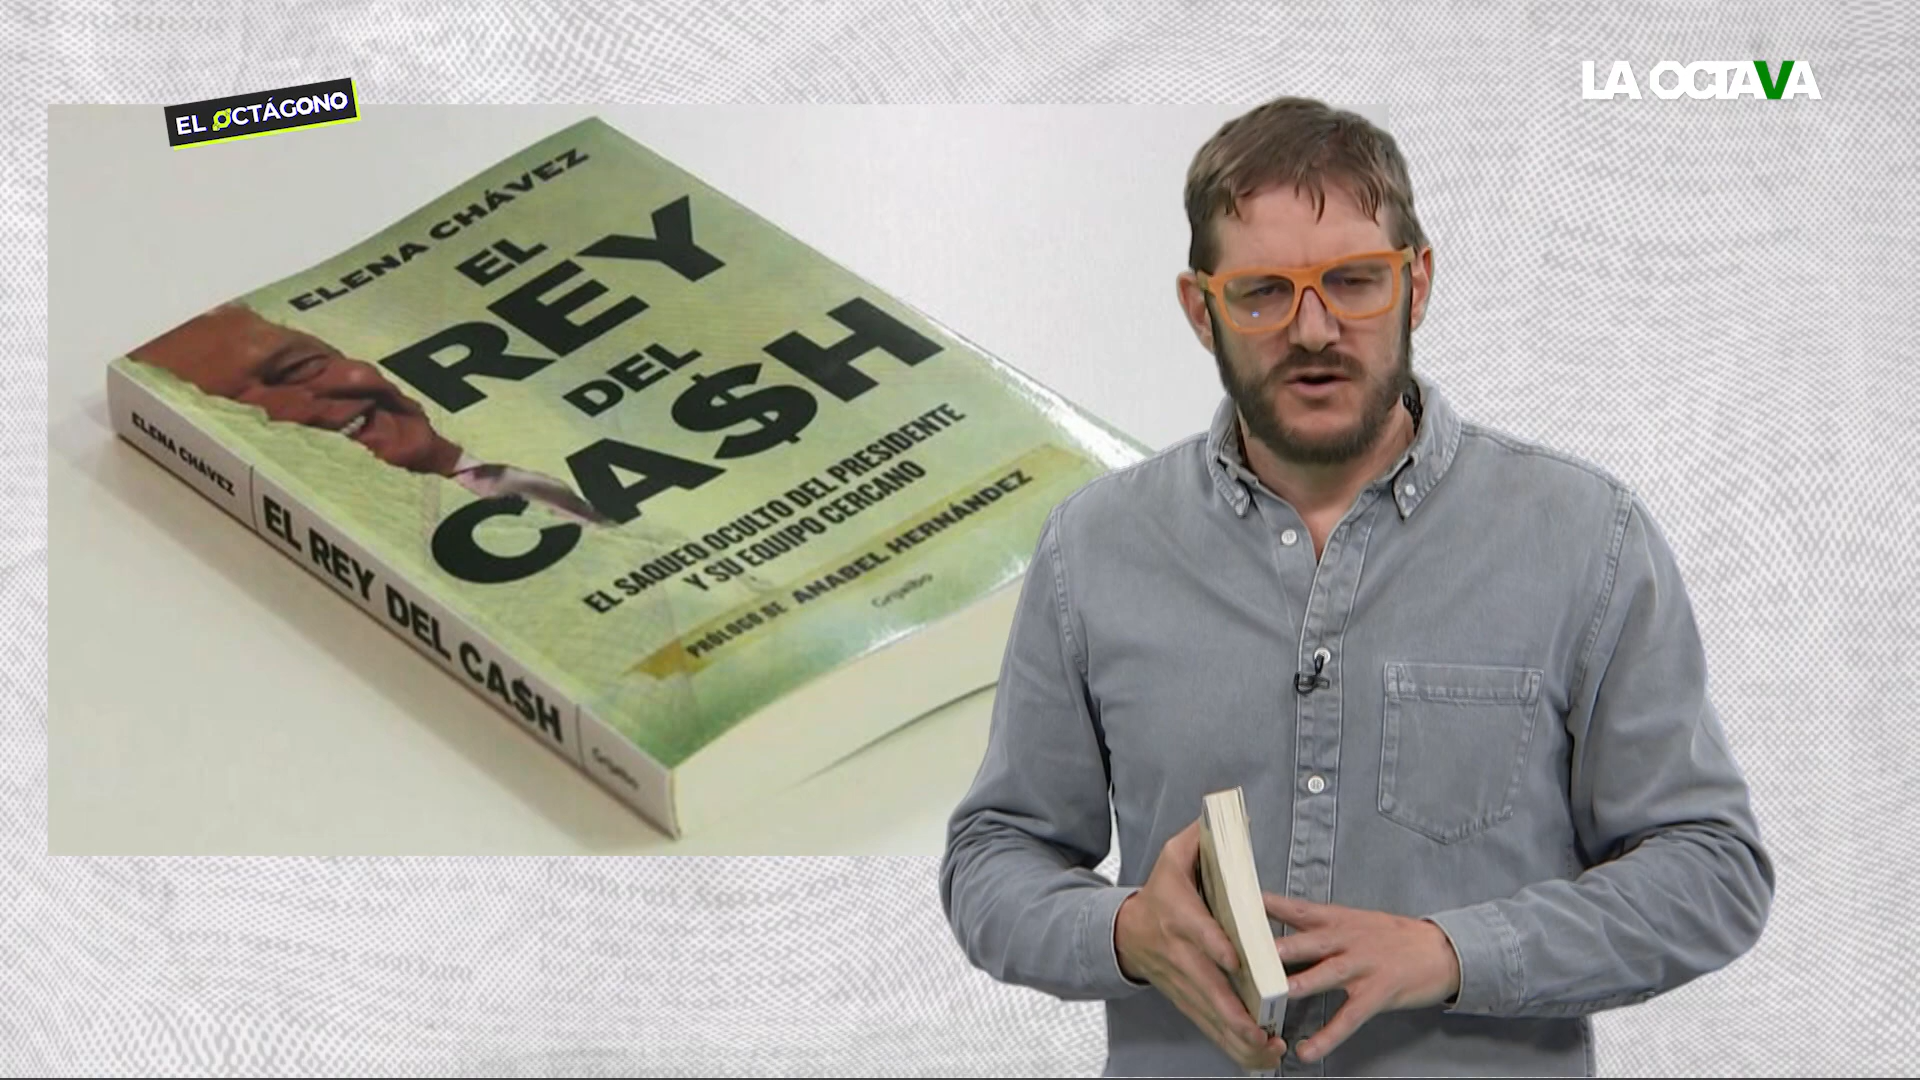 EL OCTÁGONO
LA OCTAVA
ELENA CHÁVEZ
EL
REY
DEL
CA$H
EL SAQUEO OCULTO DEL PRESIDENTE
Y SU EQUIPO CERCANO
PRÓLOGO DE ANABEL HERNÁNDEZ
Grijalbo
ELENA CHÁVEZ
EL REY DEL CA$H
Grijalbo